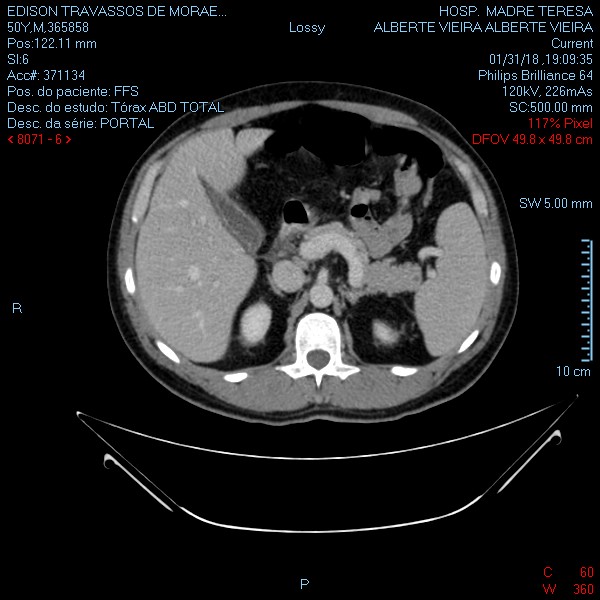 EDISON TRAVASSOS DE MORAE...
50Y,M,365858
Pos:122.11 mm
SI:6
Acc#: 371134
Pos. do paciente: FFS
Desc. do estudo: Tórax ABD TOTAL
Desc. da série: PORTAL
< 8071 - 6 >
Lossy
HOSP. MADRE TERESA
ALBERTE VIEIRA ALBERTE VIEIRA
Current
01/31/18 ,19:09:35
Philips Brilliance 64
120kV, 226mAs
SC:500.00 mm
117% Pixel
DFOV 49.8 x 49.8 cm
SW 5.00 mm
R
10 cm
P
C 60
W 360